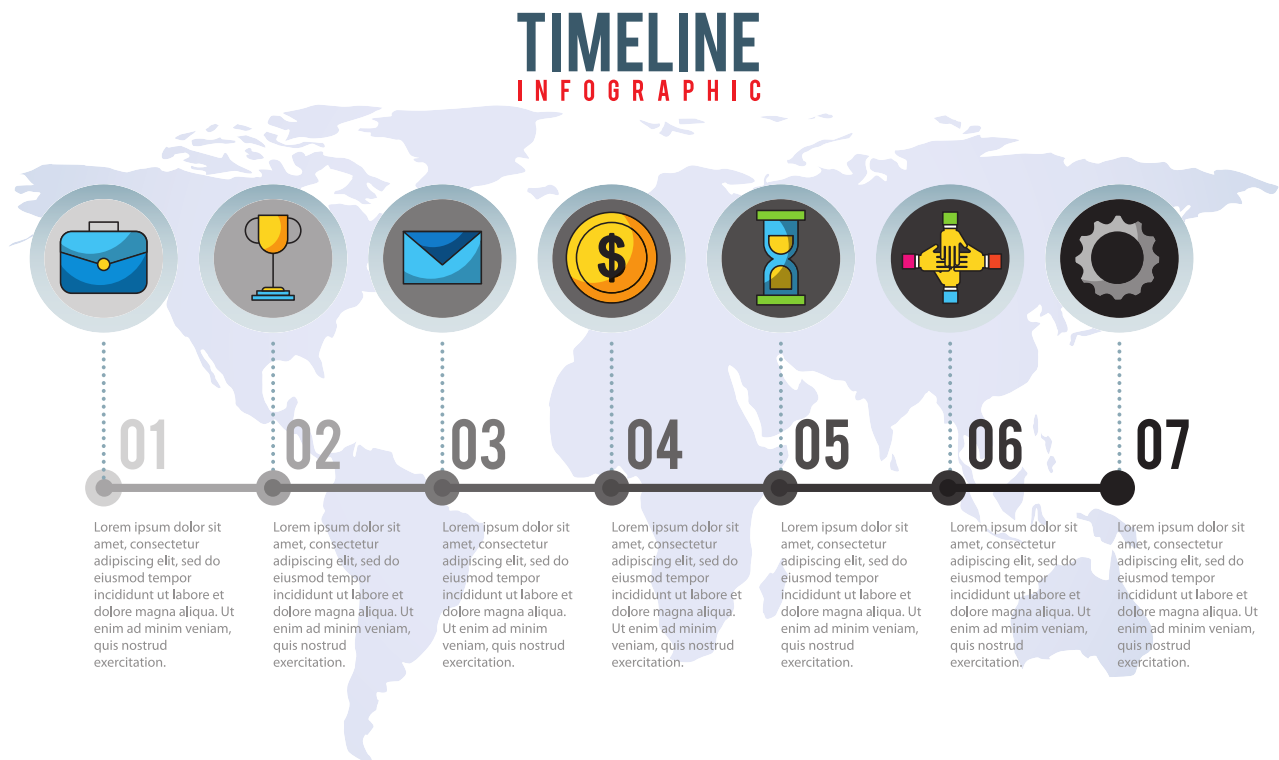 TIMELINE
INFOGRAPHIC
$
01
02
03
04
05
06
07
Lorem ipsum dolor sit
amet, consectetur
adipiscing elit, sed do
eiusmod tempor
incididunt ut labore et
dolore magna aliqua. Ut
enim ad minim veniam,
quis nostrud
exercitation.
Lorem ipsum dolor sit
amet, consectetur
adipiscing elit, sed do
eiusmod tempor
incididunt ut labore et
dolore magna aliqua. Ut
enim ad minim veniam,
quis nostrud
exercitation.
Lorem ipsum dolor sit
amet, consectetur
adipiscing elit, sed do
eiusmod tempor
incididunt ut labore et
dolore magna aliqua.
Ut enim ad minim
veniam, quis nostrud
exercitation.
Lorem ipsum dolor sit
amet, consectetur
adipiscing elit, sed do
eiusmod tempor
incididunt ut labore et
dolore magna aliqua.
Ut enim ad minim
veniam, quis nostrud
exercitation.
Lorem ipsum dolor sit
amet, consectetur
adipiscing elit, sed do
eiusmod tempor
incididunt ut labore et
dolore magna aliqua. Ut
enim ad minim veniam,
quis nostrud
exercitation.
Lorem ipsum dolor sit
amet, consectetur
adipiscing elit, sed do
eiusmod tempor
incididunt ut labore et
dolore magna aliqua. Ut
enim ad minim veniam,
quis nostrud
exercitation.
Lorem ipsum dolor sit
amet, consectetur
adipiscing elit, sed do
eiusmod tempor
incididunt ut labore et
dolore magna aliqua. Ut
enim ad minim veniam,
quis nostrud
exercitation.